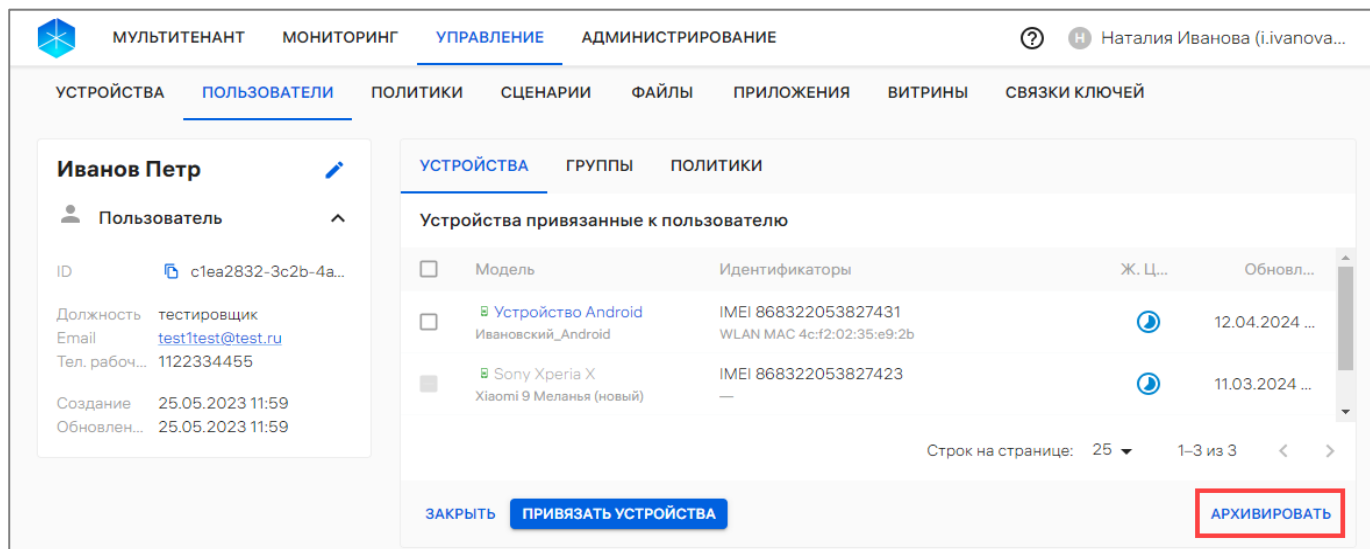 МУЛЬТИТЕНАНТ МОНИТОРИНГ УПРАВЛЕНИЕ АДМИНИСТРИРОВАНИЕ Н Наталия Иванова (i.ivanova...
УСТРОЙСТВА ПОЛЬЗОВАТЕЛИ ПОЛИТИКИ СЦЕНАРИИ ФАЙЛЫ ПРИЛОЖЕНИЯ ВИТРИНЫ СВЯЗКИ КЛЮЧЕЙ
Иванов Петр
Пользователь
ID c1ea2832-3c2b-4a...
Должность тестировщик
Email test1test@test.ru
Тел. рабоч... 1122334455
Создание 25.05.2023 11:59
Обновлен... 25.05.2023 11:59
УСТРОЙСТВА ГРУППЫ ПОЛИТИКИ
Устройства привязанные к пользователю
Модель Идентификаторы Ж. Ц... Обновл...
Устройство Android IMEI 868322053827431 12.04.2024 ...
Ивановский_Android WLAN MAC 4c:f2:02:35:e9:2b
Sony Xperia X IMEI 868322053827423 11.03.2024 ...
Xiaomi 9 Меланья (новый) —
Строк на странице: 25 1–3 из 3
ЗАКРЫТЬ ПРИВЯЗАТЬ УСТРОЙСТВА АРХИВИРОВАТЬ